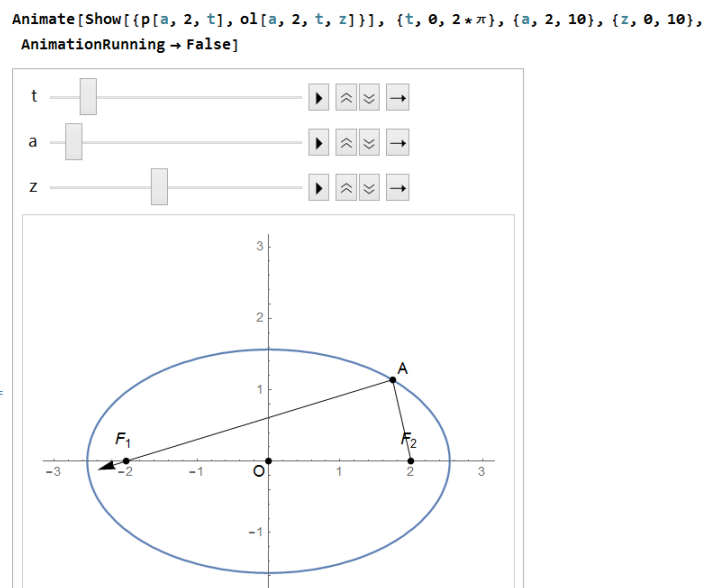 Animate[Show[{p[a, 2, t], ol[a, 2, t, z]}], {t, 0, 2*π}, {a, 2, 10}, {z, 0, 10},
AnimationRunning → False]
t
a
z
3
2
A
1
F1
F2
-3
-2
-1
O
1
2
3
-1